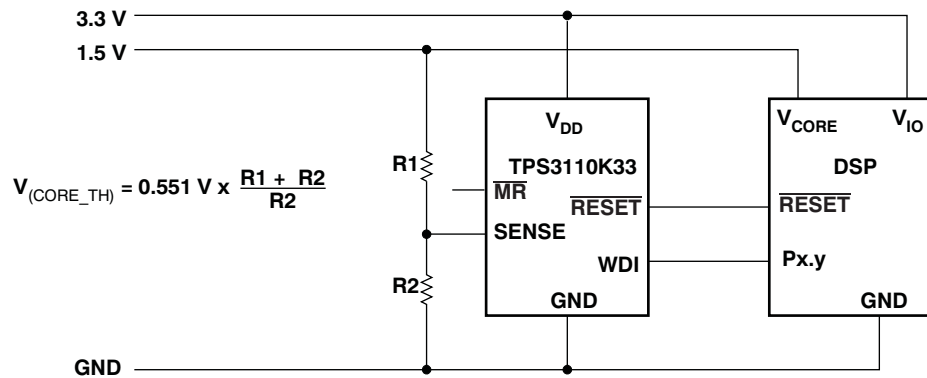 3.3 V
1.5 V
V(CORE_TH) = 0.551 V x R1 + R2
R2
R1
R2
VDD
TPS3110K33
MR
RESET
SENSE
WDI
GND
VCORE
VIO
DSP
RESET
Px.y
GND
GND